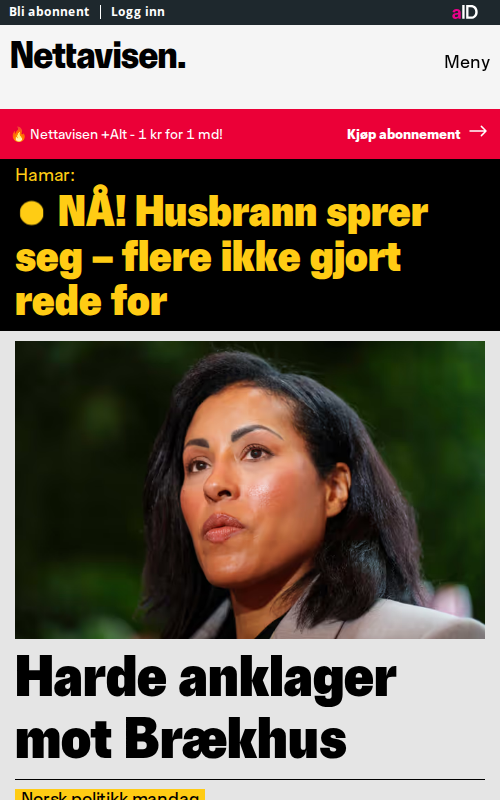 Bli abonnent | Logg inn
aID
Nettavisen.
Meny
🔥 Nettavisen +Alt - 1 kr for 1 md!
Kjøp abonnement →
Hamar:
NÅ! Husbrann sprer
seg – flere ikke gjort
rede for
Harde anklager
mot Brækhus
Norsk politikk mandag